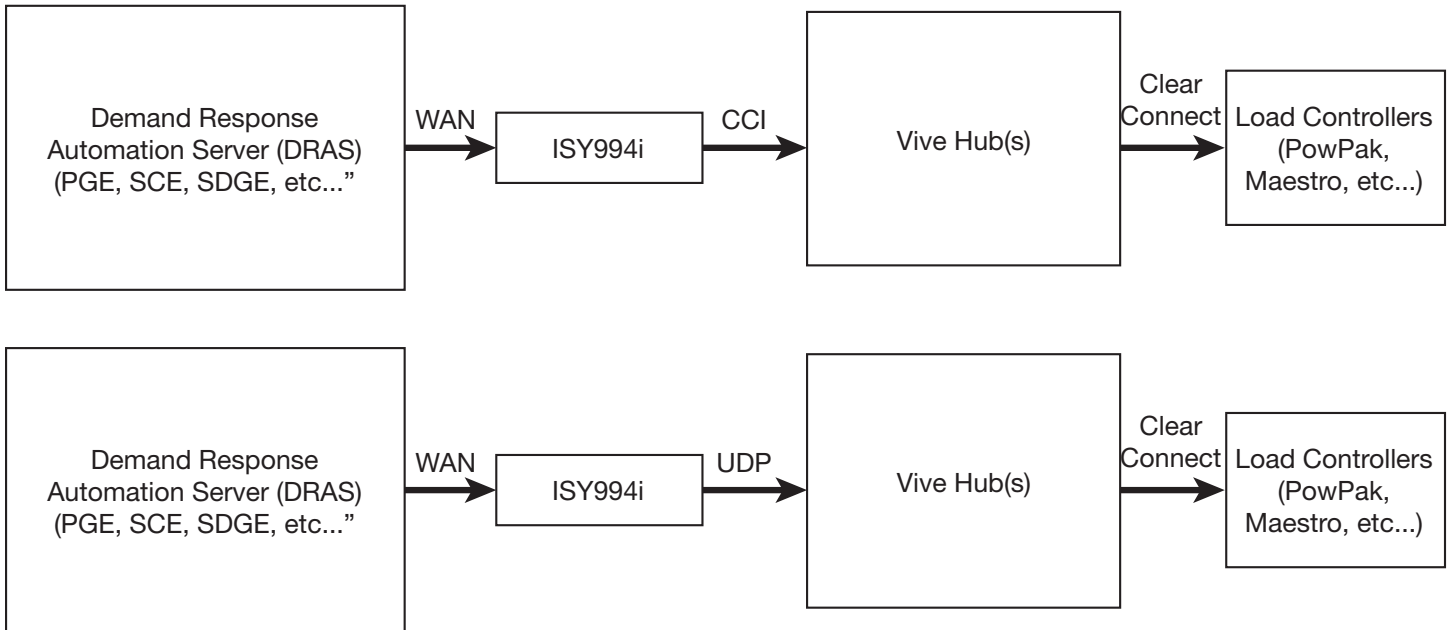 Demand Response
Automation Server (DRAS)
(PGE, SCE, SDGE, etc...”
WAN
ISY994i
CCI
Vive Hub(s)
Clear
Connect
Load Controllers
(PowPak,
Maestro, etc...)
Demand Response
Automation Server (DRAS)
(PGE, SCE, SDGE, etc...”
WAN
ISY994i
UDP
Vive Hub(s)
Clear
Connect
Load Controllers
(PowPak,
Maestro, etc...)